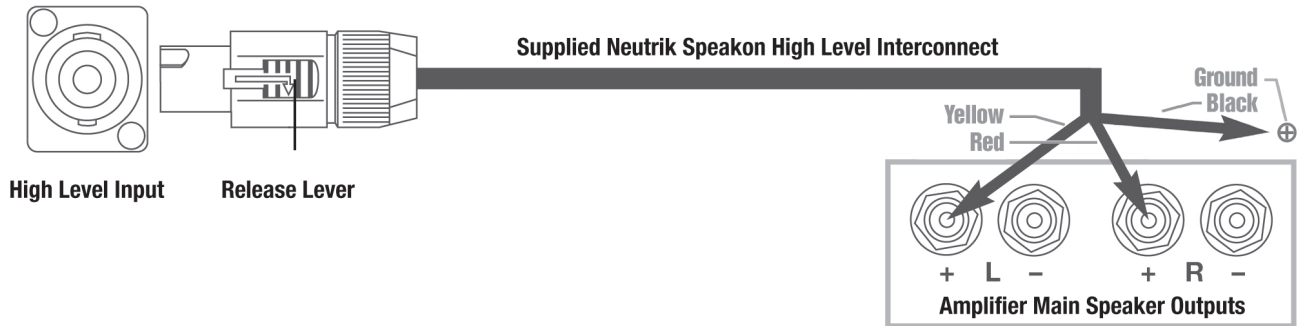 Supplied Neutrik Speakon High Level Interconnect
Ground
Black
Yellow
Red
High Level Input
Release Lever
+ L − + R −
Amplifier Main Speaker Outputs